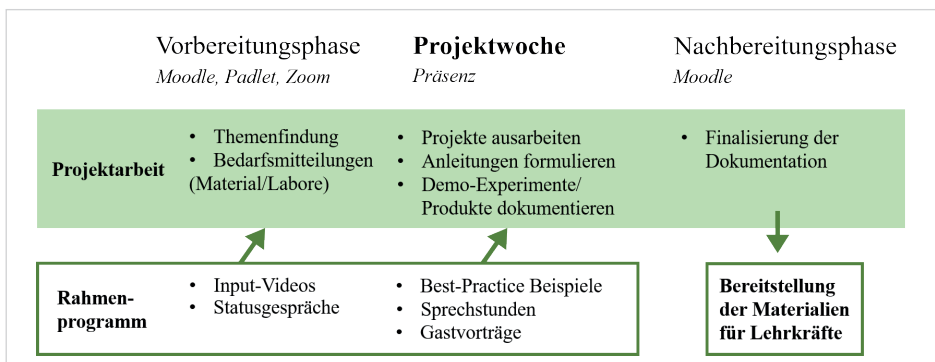 Vorbereitungsphase
Moodle, Padlet, Zoom
Projektwoche
Präsenz
Nachbereitungsphase
Moodle
Projektarbeit
• Themenfindung
• Bedarfsmitteilungen
(Material/Labore)
• Projekte ausarbeiten
• Anleitungen formulieren
• Demo-Experimente/
Produkte dokumentieren
• Finalisierung der
Dokumentation
Rahmen-
programm
• Input-Videos
• Statusgespräche
• Best-Practice Beispiele
• Sprechstunden
• Gastvorträge
Bereitstellung
der Materialien
für Lehrkräfte